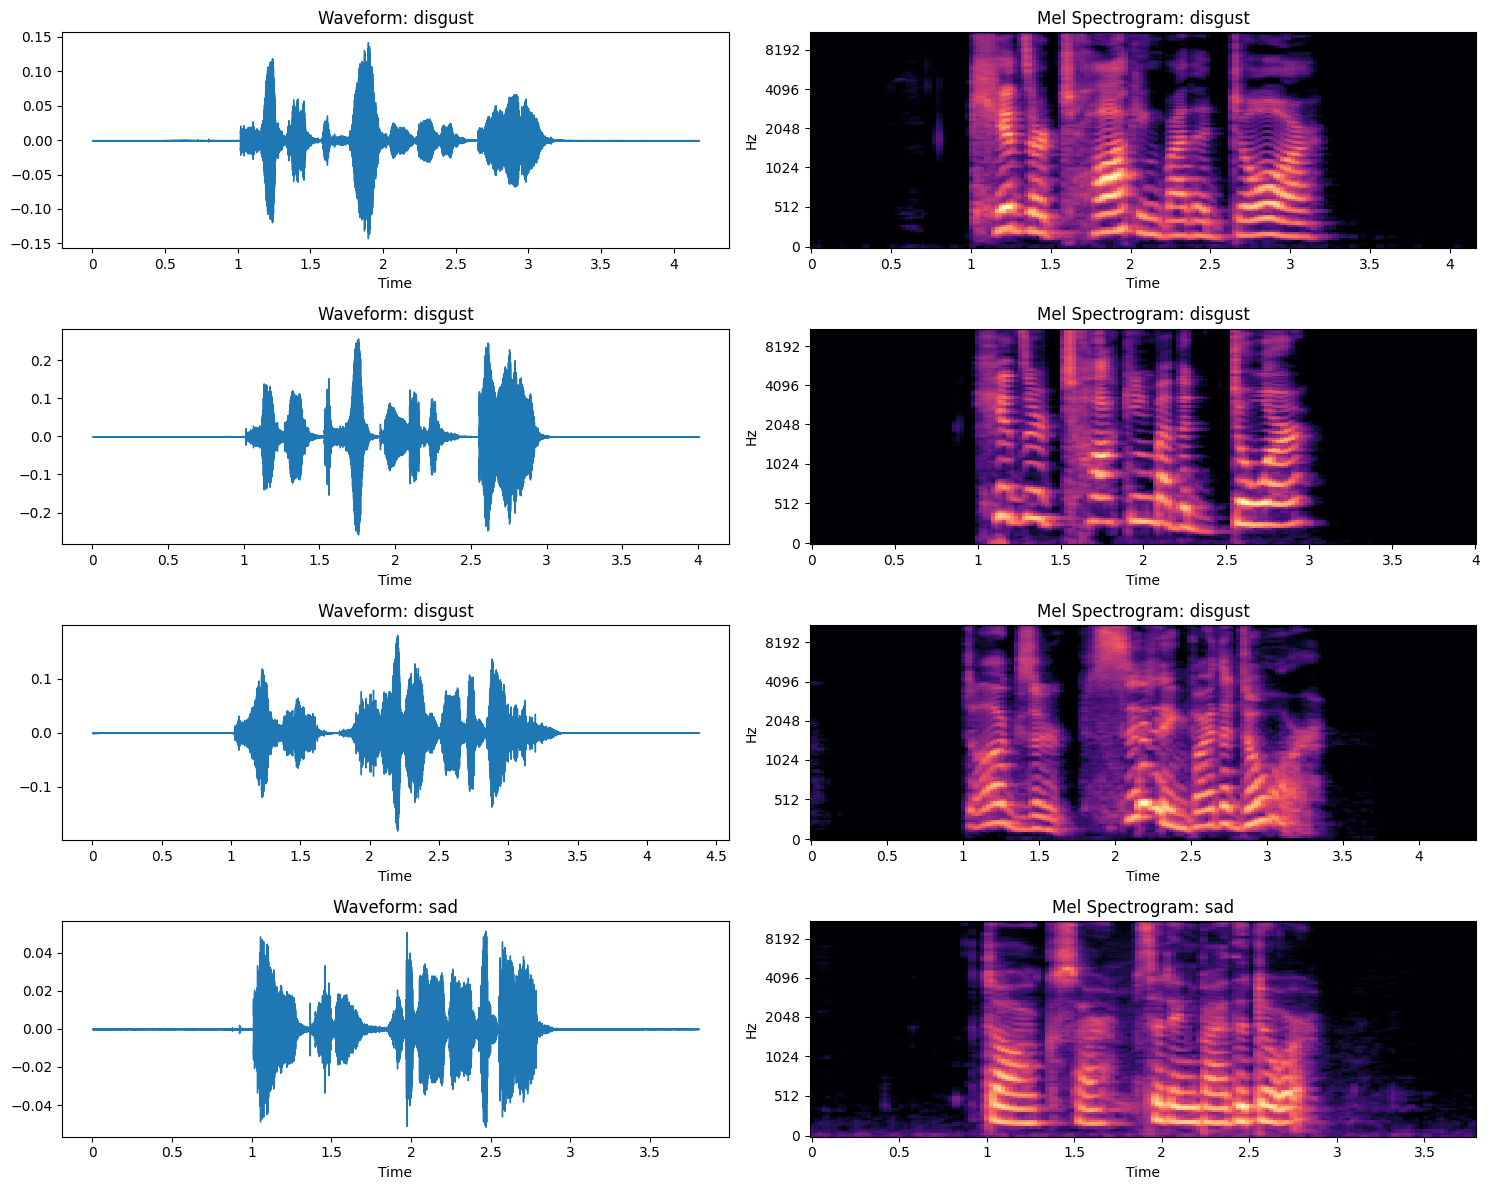 Waveform: disgust
0.15
0.10
0.05
0.00
−0.05
−0.10
−0.15
0 0.5 1 1.5 2 2.5 3 3.5 4
Time
Mel Spectrogram: disgust
8192
4096
2048
1024
512
0
Hz
0 0.5 1 1.5 2 2.5 3 3.5 4
Time
Waveform: disgust
0.2
0.1
0.0
−0.1
−0.2
0 0.5 1 1.5 2 2.5 3 3.5 4
Time
Mel Spectrogram: disgust
8192
4096
2048
1024
512
0
Hz
0 0.5 1 1.5 2 2.5 3 3.5 4
Time
Waveform: disgust
0.1
0.0
−0.1
0 0.5 1 1.5 2 2.5 3 3.5 4 4.5
Time
Mel Spectrogram: disgust
8192
4096
2048
1024
512
0
Hz
0 0.5 1 1.5 2 2.5 3 3.5 4
Time
Waveform: sad
0.04
0.02
0.00
−0.02
−0.04
0 0.5 1 1.5 2 2.5 3 3.5
Time
Mel Spectrogram: sad
8192
4096
2048
1024
512
0
Hz
0 0.5 1 1.5 2 2.5 3 3.5
Time